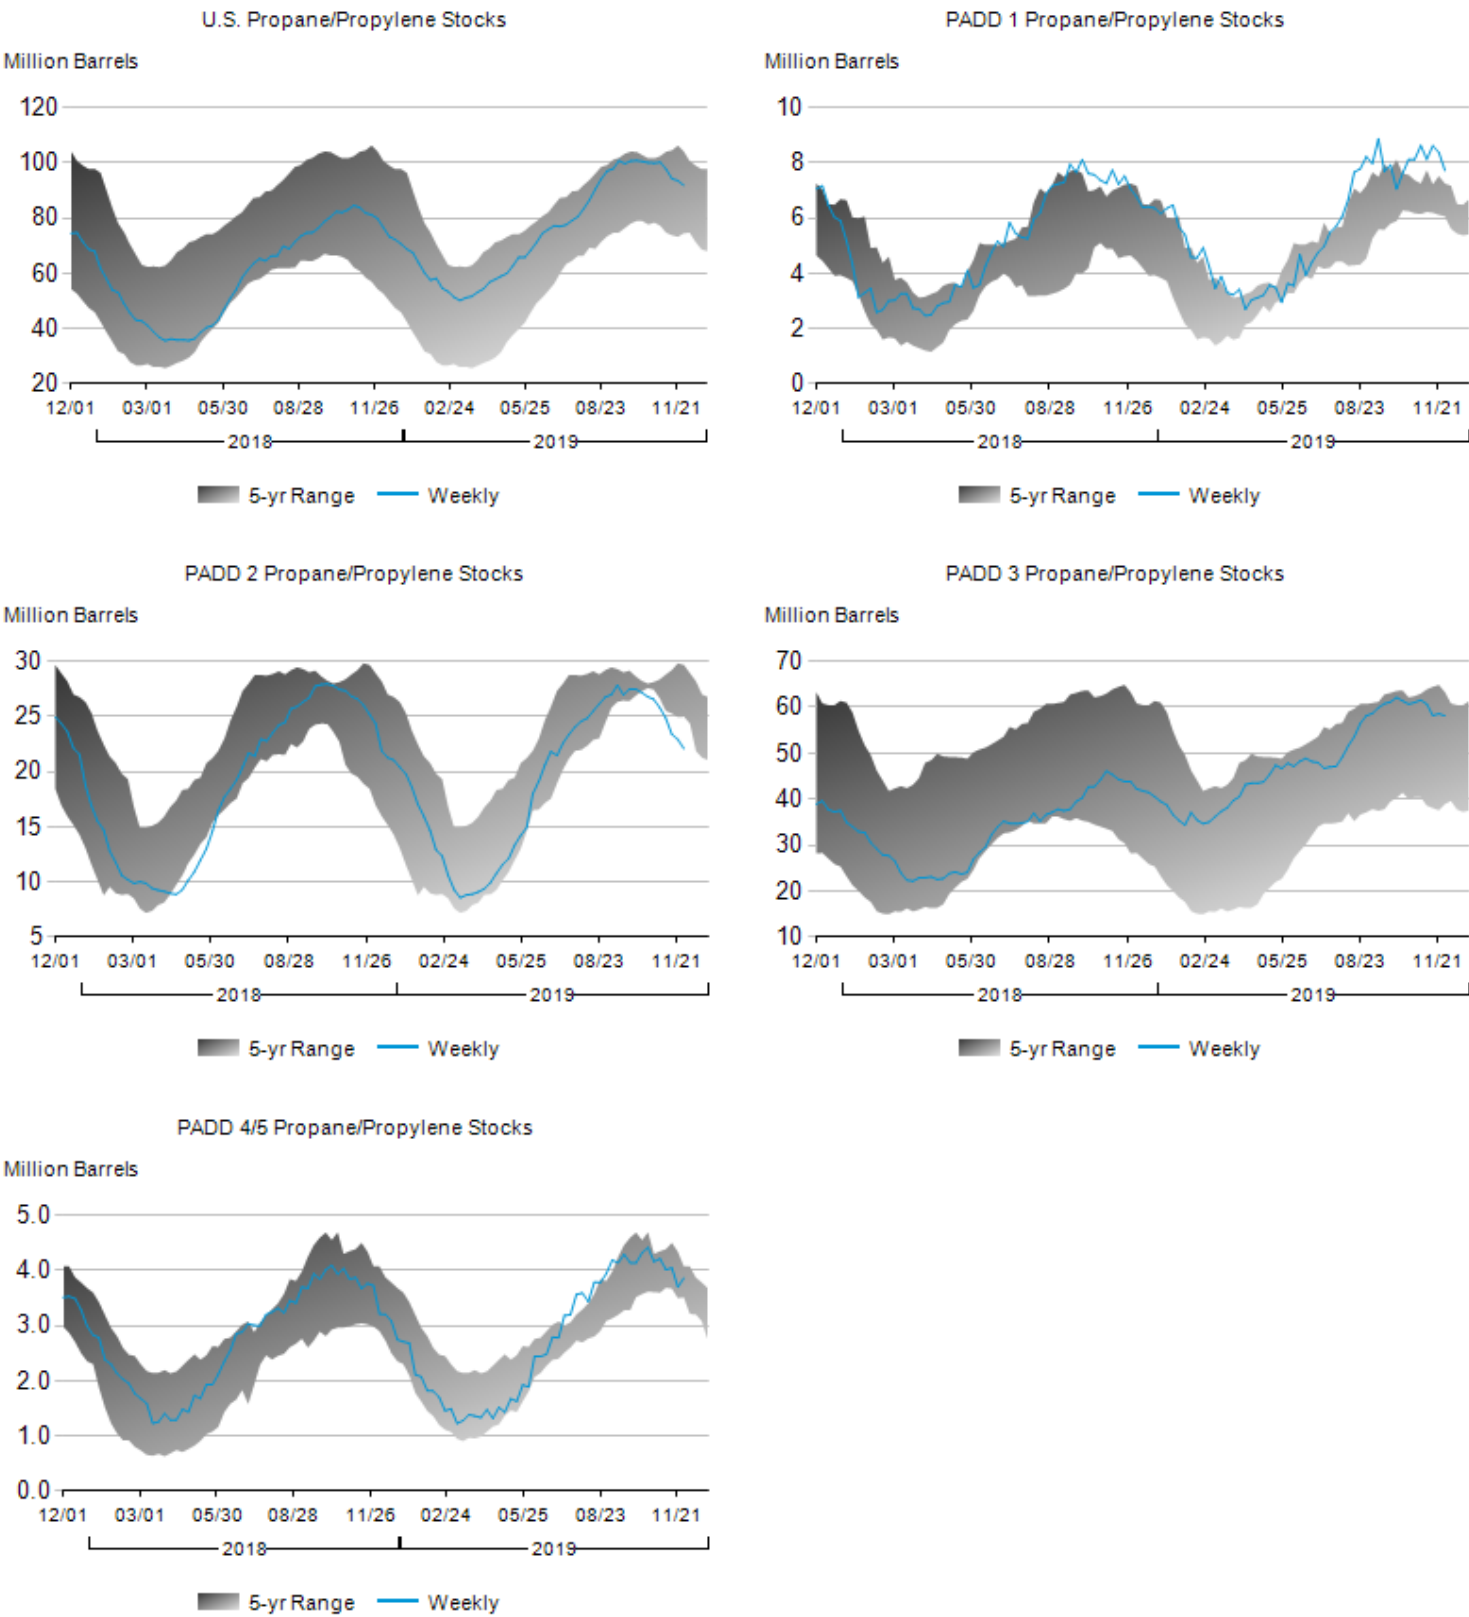 U.S. Propane/Propylene Stocks
Million Barrels
120
100
80
60
40
20
12/01 03/01 05/30 08/28 11/26 02/24 05/25 08/23 11/21
2018 2019
5-yr Range Weekly
PADD 1 Propane/Propylene Stocks
Million Barrels
10
8
6
4
2
0
12/01 03/01 05/30 08/28 11/26 02/24 05/25 08/23 11/21
2018 2019
5-yr Range Weekly
PADD 2 Propane/Propylene Stocks
Million Barrels
30
25
20
15
10
5
12/01 03/01 05/30 08/28 11/26 02/24 05/25 08/23 11/21
2018 2019
5-yr Range Weekly
PADD 3 Propane/Propylene Stocks
Million Barrels
70
60
50
40
30
20
10
12/01 03/01 05/30 08/28 11/26 02/24 05/25 08/23 11/21
2018 2019
5-yr Range Weekly
PADD 4/5 Propane/Propylene Stocks
Million Barrels
5.0
4.0
3.0
2.0
1.0
0.0
12/01 03/01 05/30 08/28 11/26 02/24 05/25 08/23 11/21
2018 2019
5-yr Range Weekly